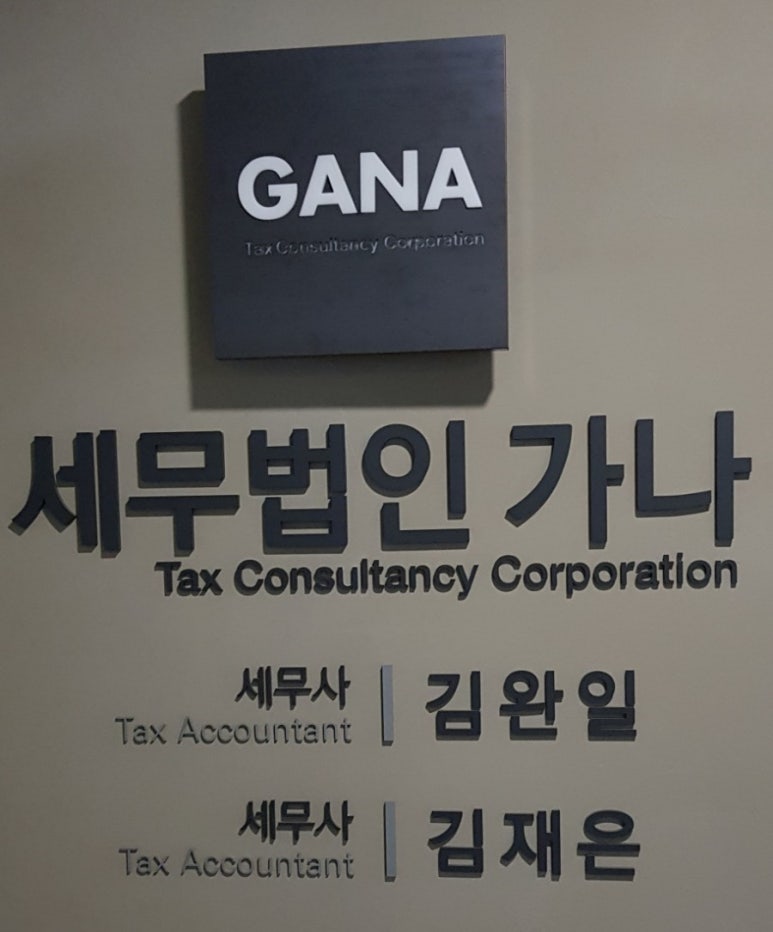 GANA
Tax Consultancy Corporation
세무법인 가나
Tax Consultancy Corporation
세무사 | 김완일
Tax Accountant
세무사 | 김재은
Tax Accountant